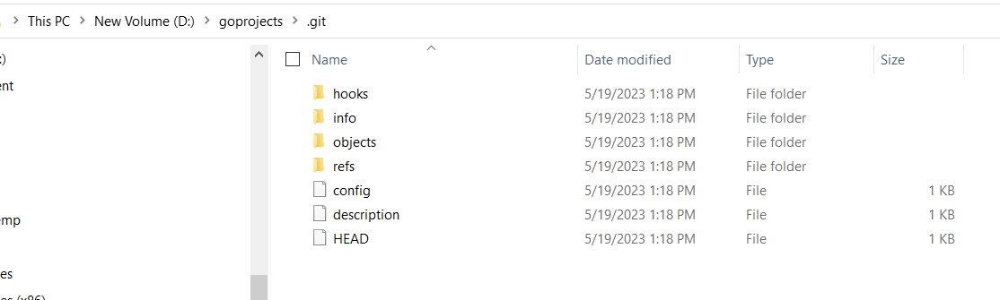 This PC > New Volume (D:) > goprojects > .git
:)
ent
emp
es
es (x86)
Name Date modified Type Size
hooks 5/19/2023 1:18 PM File folder
info 5/19/2023 1:18 PM File folder
objects 5/19/2023 1:18 PM File folder
refs 5/19/2023 1:18 PM File folder
config 5/19/2023 1:18 PM File 1 KB
description 5/19/2023 1:18 PM File 1 KB
HEAD 5/19/2023 1:18 PM File 1 KB